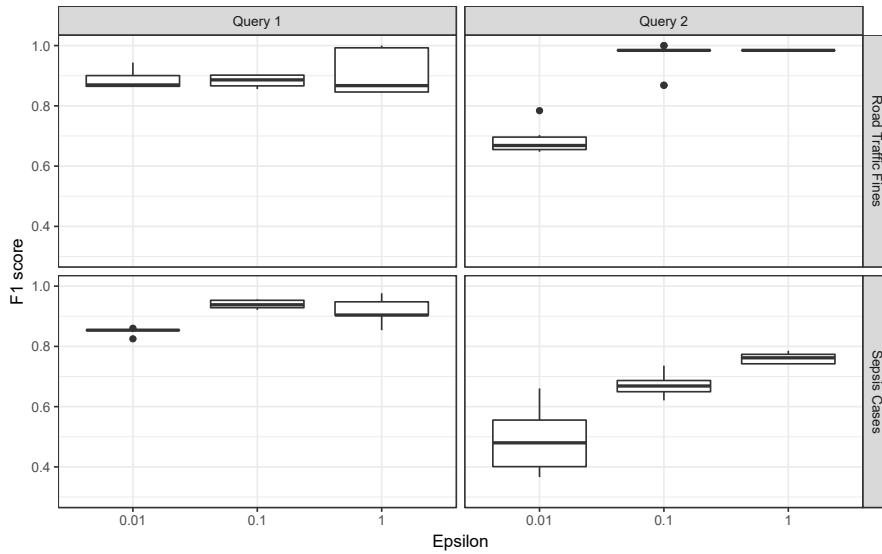 Query 1
Query 2
1.0
0.8
0.6
0.4
Road Traffic Fines
F1 score
1.0
0.8
0.6
0.4
Sepsis Cases
0.01
0.1
1
0.01
0.1
1
Epsilon